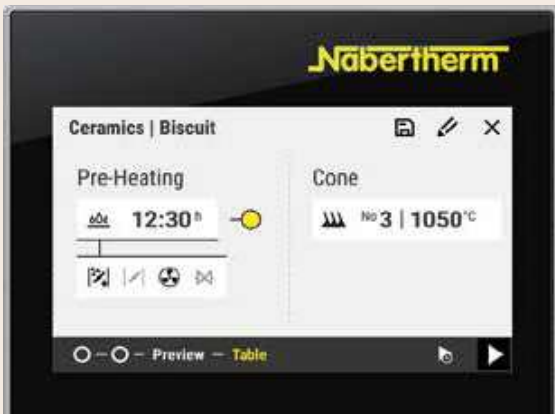 Nabertherm
Ceramics | Biscuit
Pre-Heating
Cone
12:30 h
No 3 | 1050 °C
Preview
Table